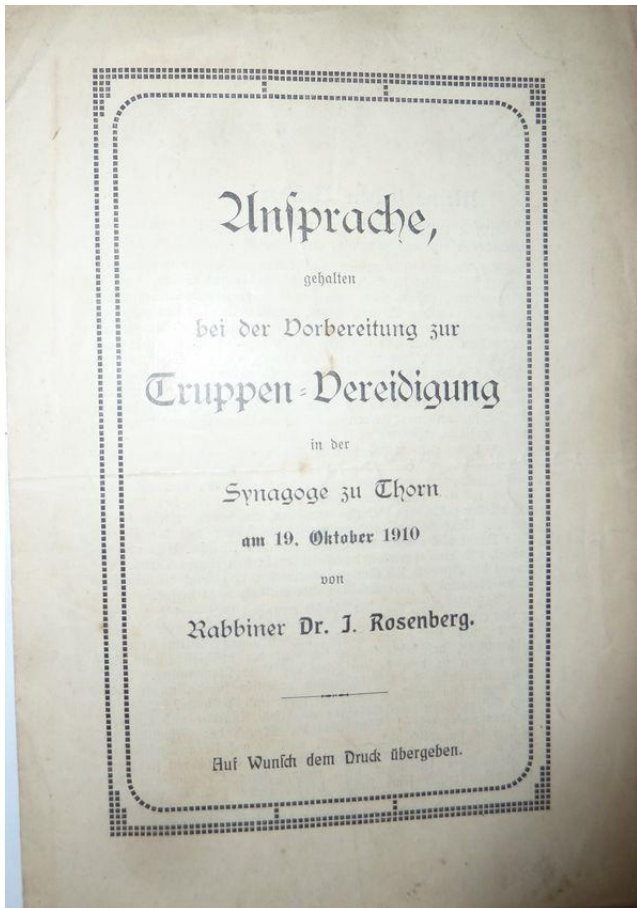 Ansprache,
gehalten
bei der Vorbereitung zur
Truppen-Vereidigung
in der
Synagoge zu Thorn
am 19. Oktober 1910
von
Rabbiner Dr. J. Rosenberg.
Auf Wunsch dem Druck übergeben.